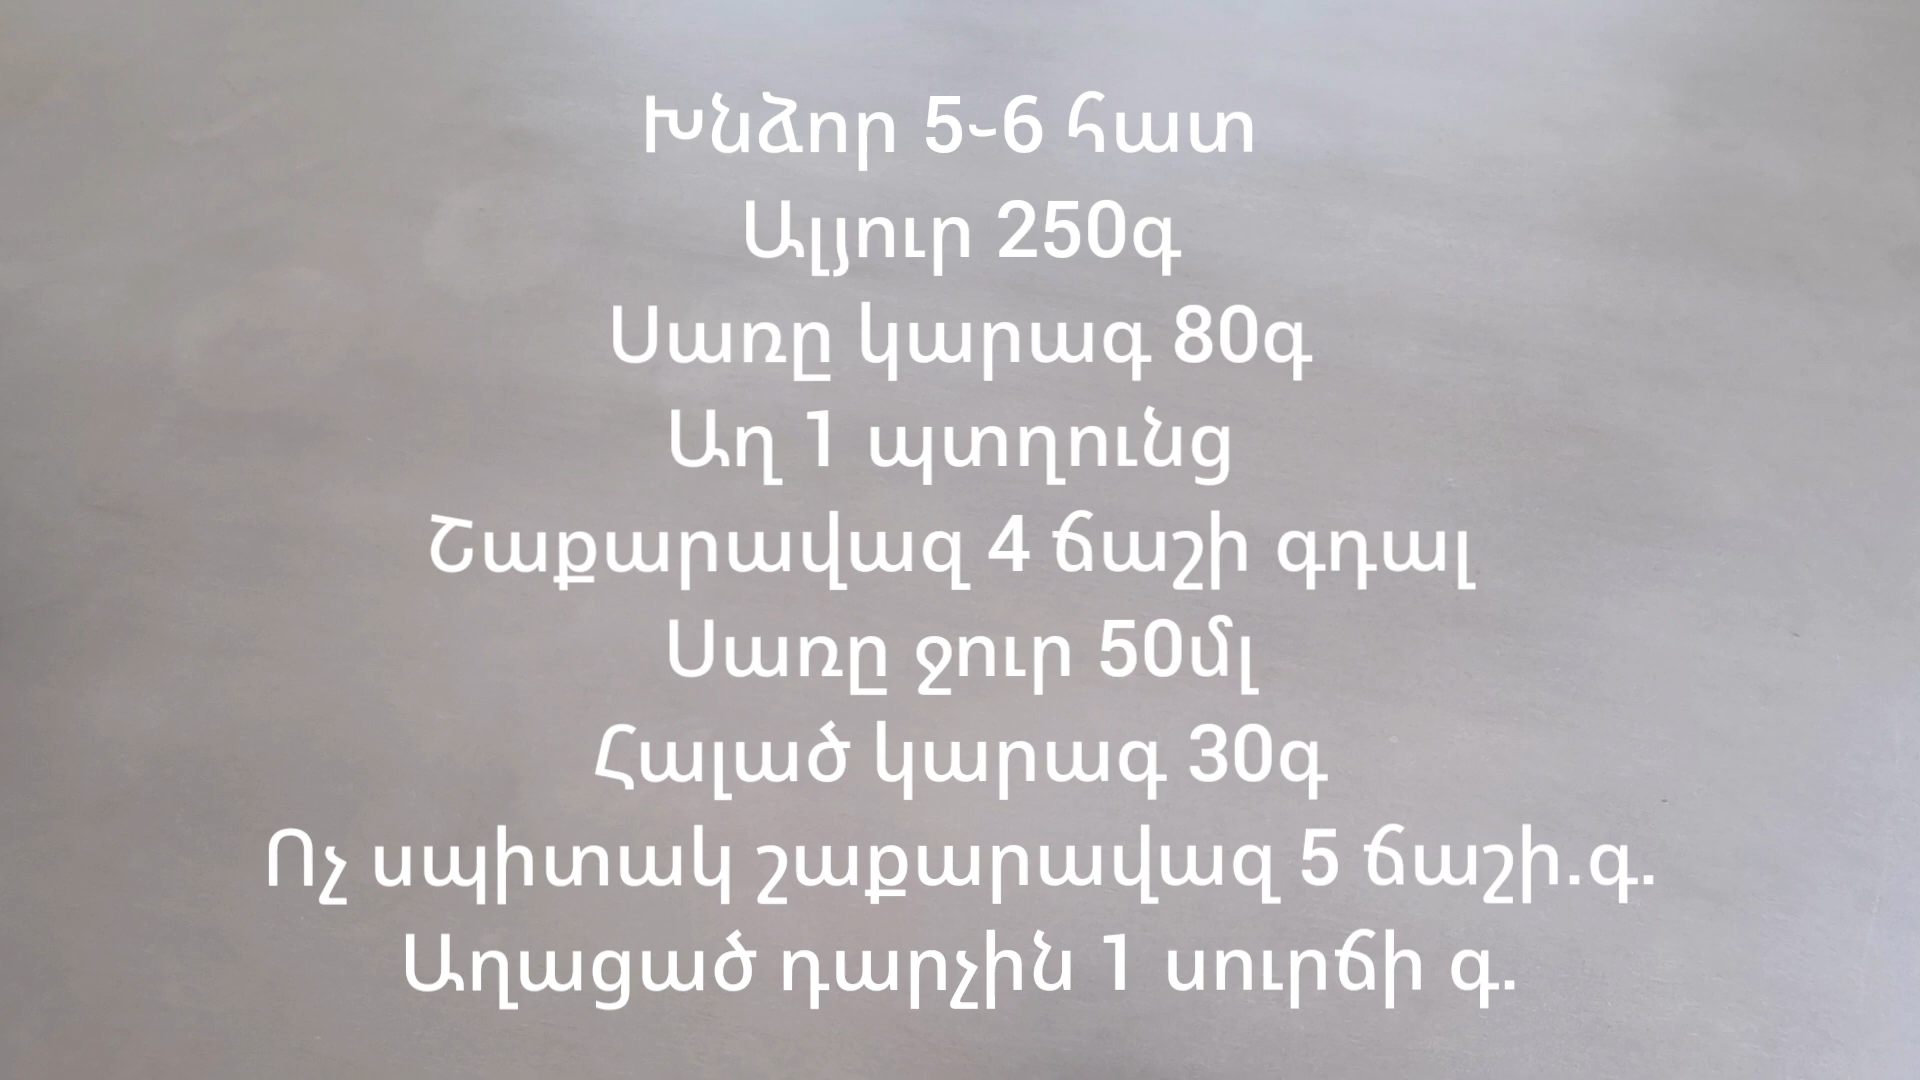 Խնձոր 5֊6 հատ
Ալյուր 250գ
Սառը կարագ 80գ
Աղ 1 պտղունց
Շաքարավազ 4 ճաշի գդալ
Սառը ջուր 50մլ
Հալած կարագ 30գ
Ոչ սպիտակ շաքարավազ 5 ճաշի.գ.
Աղացած դարչին 1 սուրճի գ.